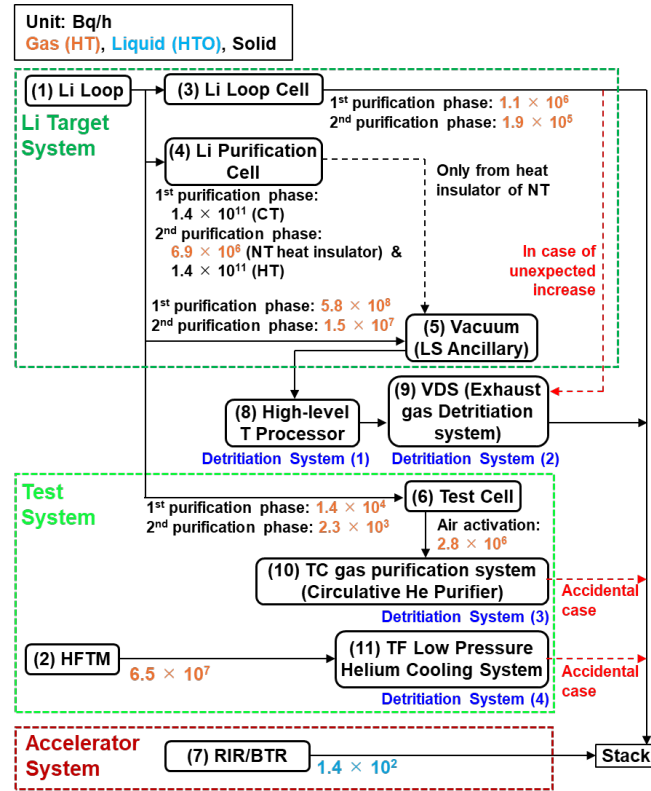 Unit: Bq/h
Gas (HT), Liquid (HTO), Solid
(1) Li Loop
(3) Li Loop Cell
1st purification phase: 1.1 × 10⁶
2nd purification phase: 1.9 × 10⁵
Li Target
System
(4) Li Purification
Cell
Only from heat
insulator of NT
1st purification phase:
1.4 × 10¹¹ (CT)
2nd purification phase:
6.9 × 10⁶ (NT heat insulator) &
1.4 × 10¹¹ (HT)
In case of
unexpected
increase
1st purification phase: 5.8 × 10⁸
2nd purification phase: 1.5 × 10⁷
(5) Vacuum
(LS Ancillary)
(8) High-level
T Processor
Detritiation System (1)
(9) VDS (Exhaust
gas Detritiation
system)
Detritiation System (2)
Test
System
(6) Test Cell
1st purification phase: 1.4 × 10⁴
2nd purification phase: 2.3 × 10³
Air activation:
2.8 × 10⁶
(10) TC gas purification system
(Circulative He Purifier)
Detritiation System (3)
Accidental
case
(2) HFTM
6.5 × 10⁷
(11) TF Low Pressure
Helium Cooling System
Detritiation System (4)
Accidental
case
Accelerator
System
(7) RIR/BTR
1.4 × 10²
Stack